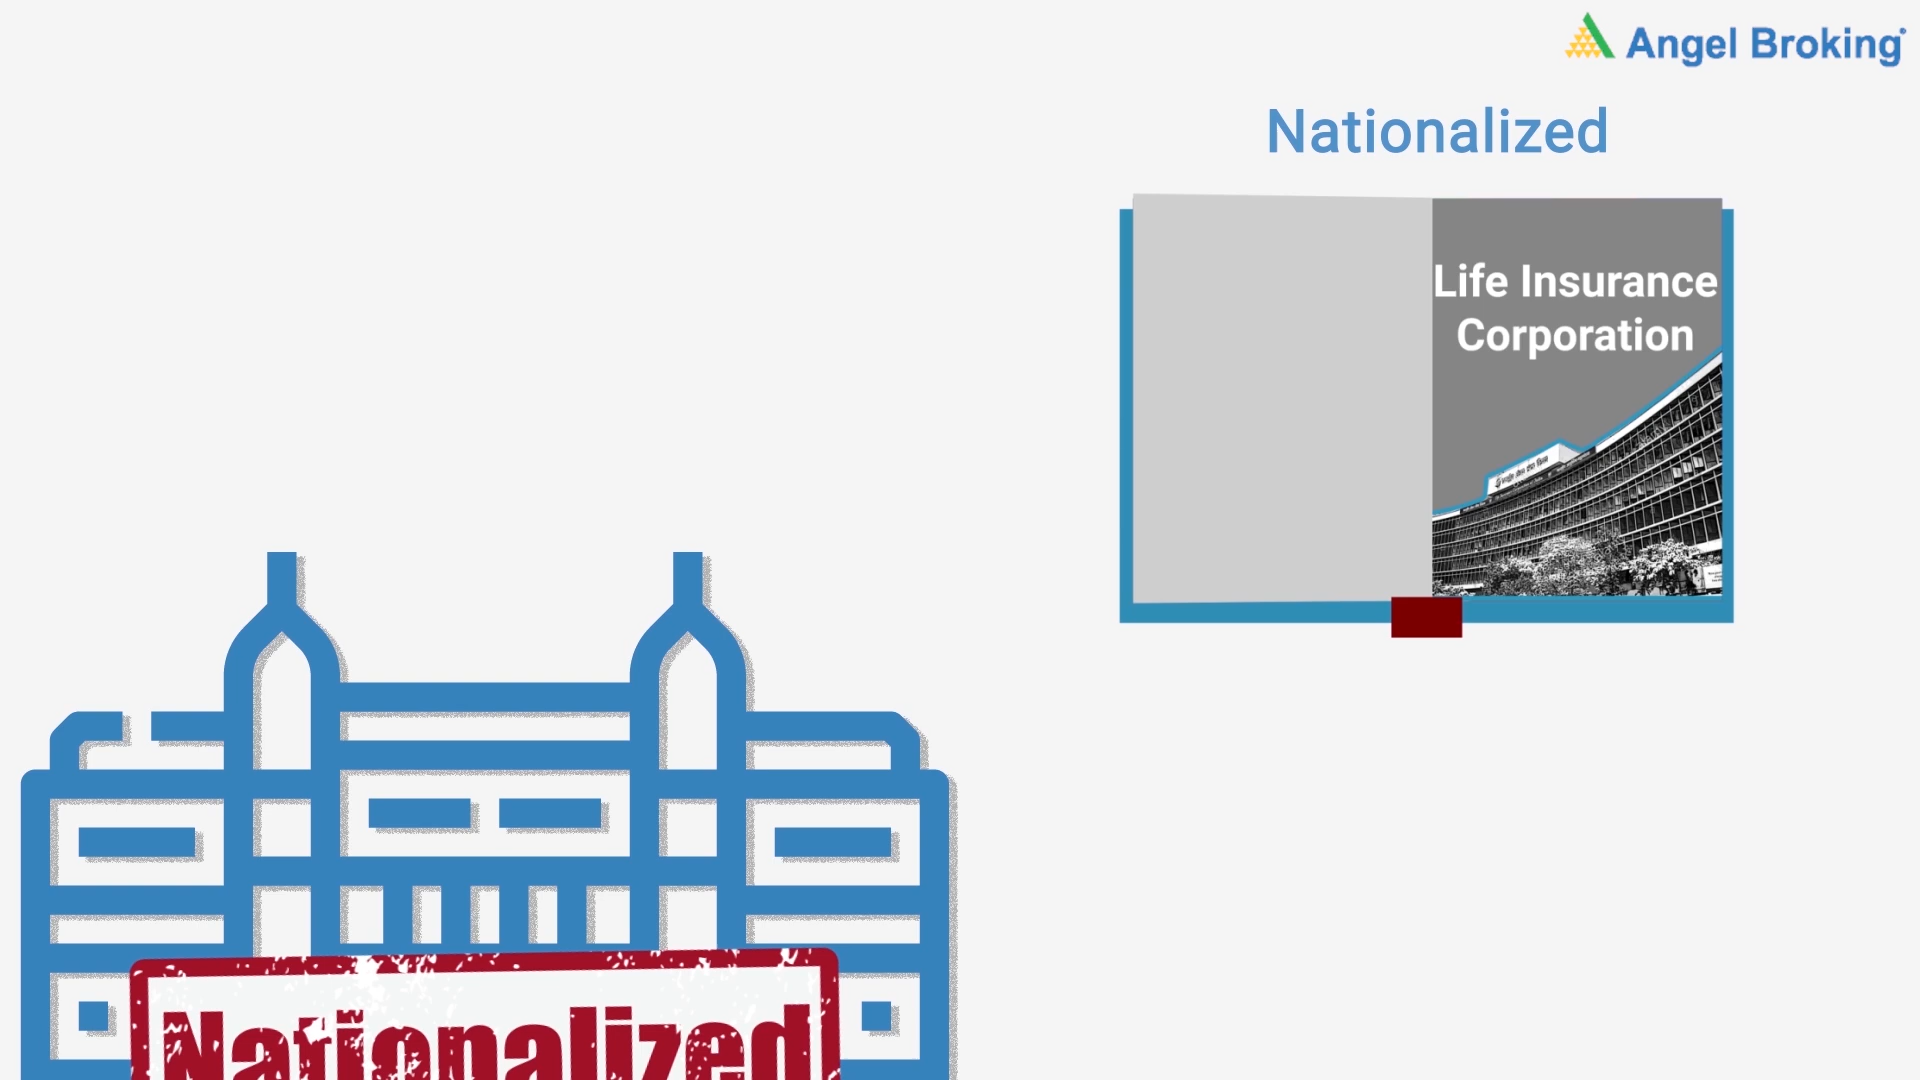 Angel Broking
Nationalized
Life Insurance
Corporation
Nationalized